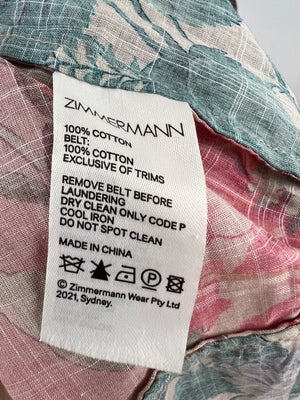 ZIMMERMANN
100% COTTON
BELT:
100% COTTON
EXCLUSIVE OF TRIMS
REMOVE BELT BEFORE
LAUNDERING
DRY CLEAN ONLY CODE P
COOL IRON
DO NOT SPOT CLEAN
MADE IN CHINA
P
© Zimmermann Wear Pty Ltd
2021, Sydney.